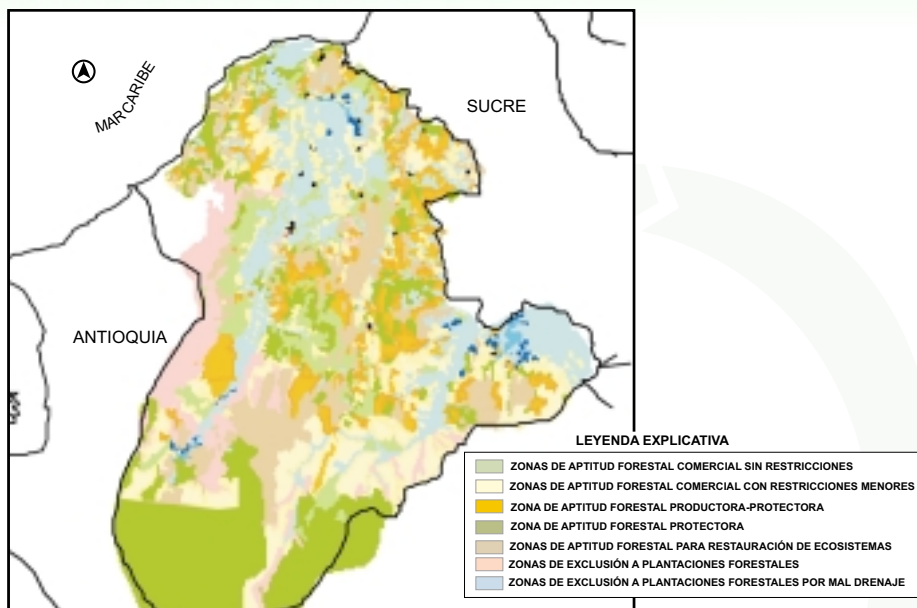 MARCARIBE
SUCRE
ANTIOQUIA
LEYENDA EXPLICATIVA
ZONAS DE APTITUD FORESTAL COMERCIAL SIN RESTRICCIONES
ZONAS DE APTITUD FORESTAL COMERCIAL CON RESTRICCIONES MENORES
ZONA DE APTITUD FORESTAL PRODUCTORA-PROTECTORA
ZONA DE APTITUD FORESTAL PROTECTORA
ZONAS DE APTITUD FORESTAL PARA RESTAURACIÓN DE ECOSISTEMAS
ZONAS DE EXCLUSIÓN A PLANTACIONES FORESTALES
ZONAS DE EXCLUSIÓN A PLANTACIONES FORESTALES POR MAL DRENAJE